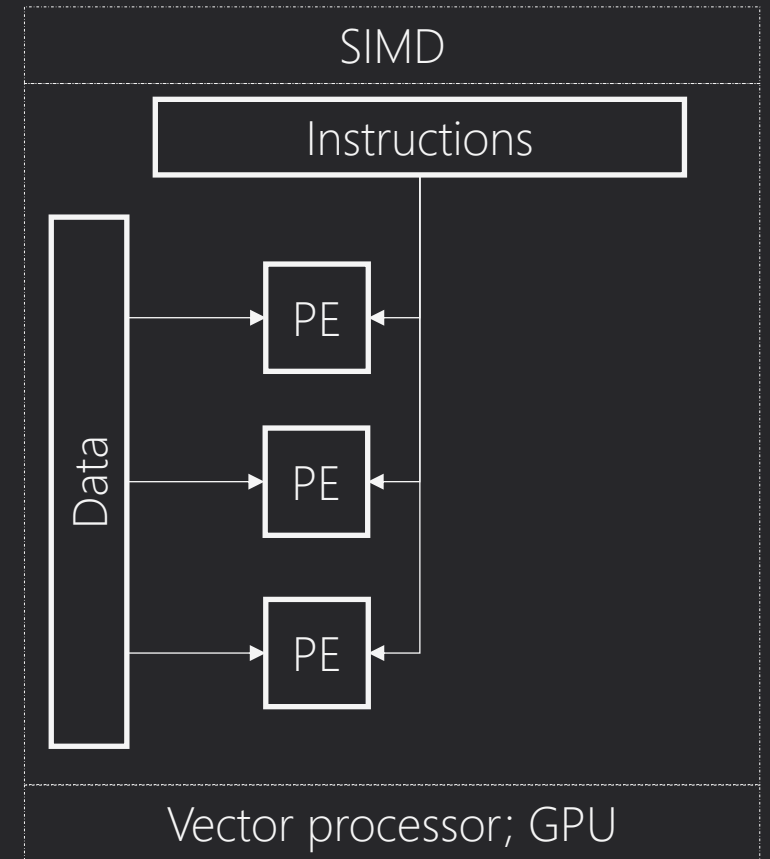 SIMD
Instructions
PE
Data
PE
PE
Vector processor; GPU